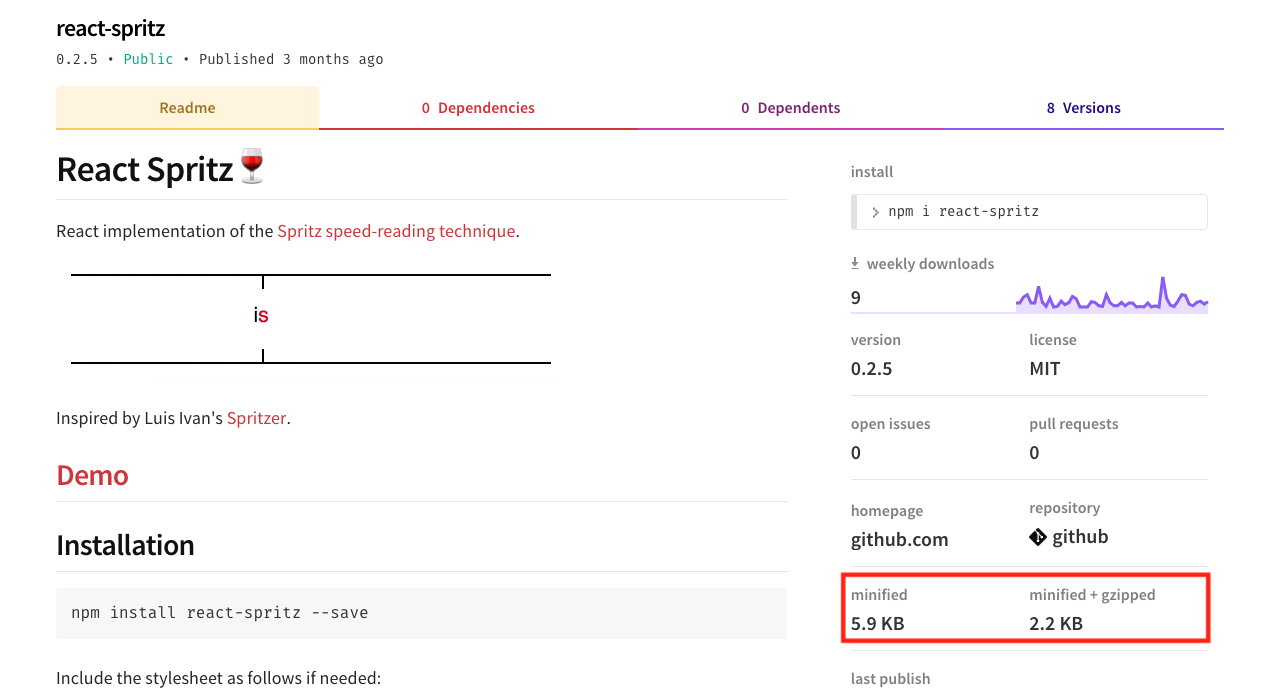 react-spritz
0.2.5 • Public • Published 3 months ago
Readme
0 Dependencies
0 Dependents
8 Versions
React Spritz🍷
React implementation of the Spritz speed-reading technique.
is
Inspired by Luis Ivan's Spritzer.
Demo
Installation
npm install react-spritz --save
Include the stylesheet as follows if needed:
install
npm i react-spritz
weekly downloads
9
version license
0.2.5 MIT
open issues pull requests
0 0
homepage repository
github.com github
minified minified + gzipped
5.9 KB 2.2 KB
last publish